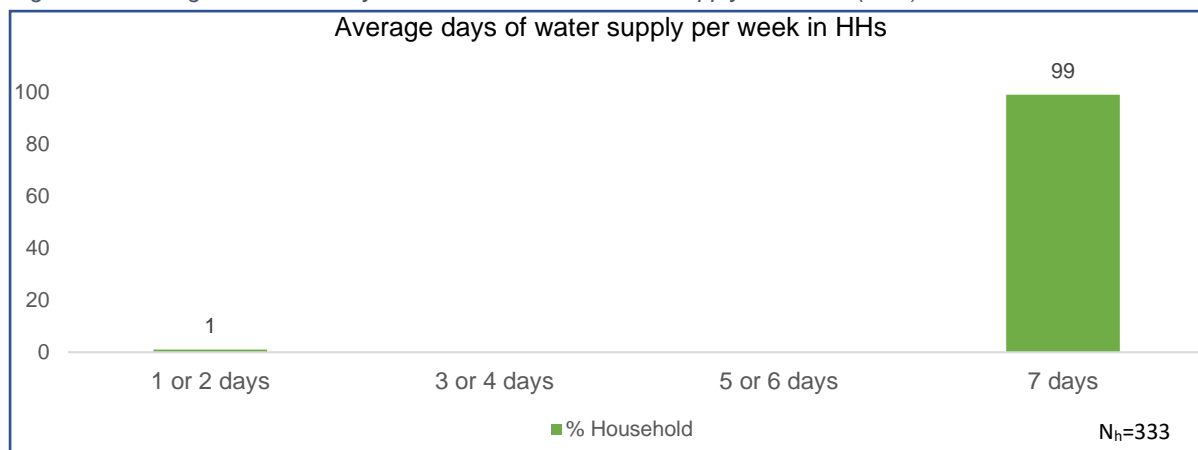 Average days of water supply per week in HHs
99
100
80
60
40
20
1
0
1 or 2 days 3 or 4 days 5 or 6 days 7 days
% Household
Nh=333